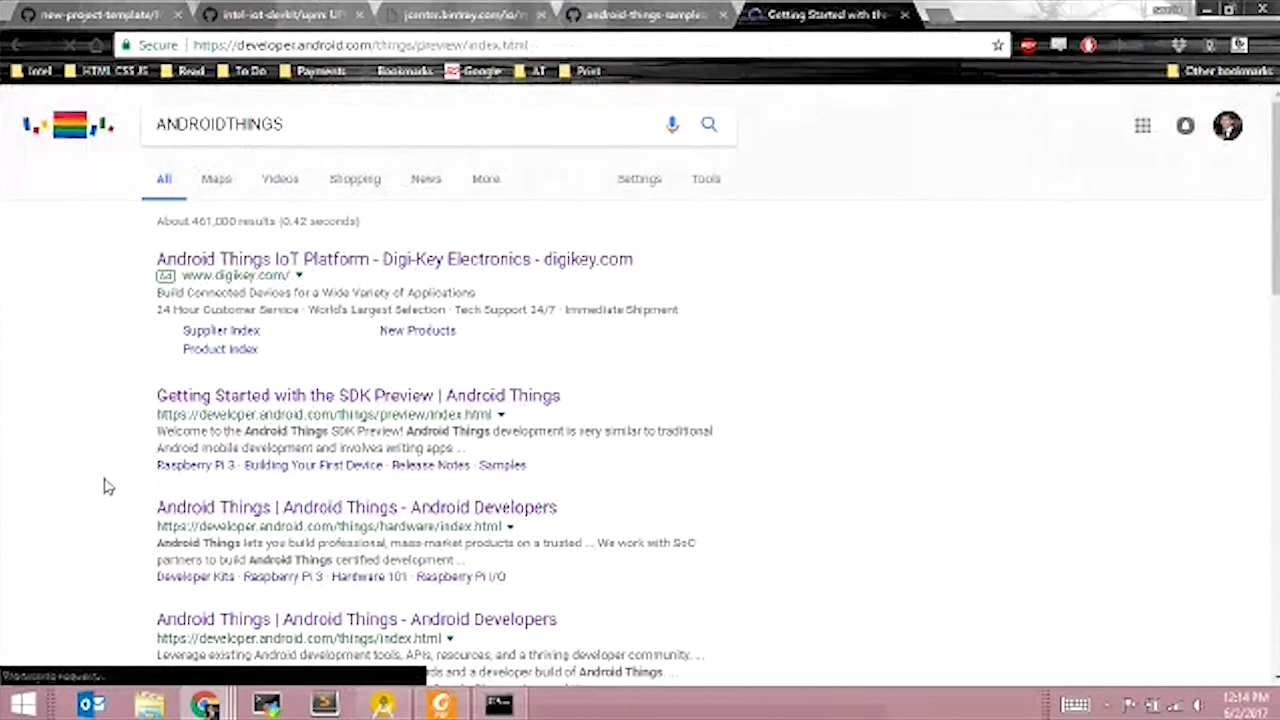 new-project-template/
intel-iot-devkit/upm: UP
jcenter.bintray.com/io/
android-things-sample
Getting Started with the
Secure https://developer.android.com/things/preview/index.html
Intel HTML CSS JS Read To Do Payments Bookmarks Google AT Print Other bookmarks
ANDROIDTHINGS
All Maps Videos Shopping News More Settings Tools
About 461,000 results (0.42 seconds)
Android Things IoT Platform - Digi-Key Electronics - digikey.com
Ad www.digikey.com/
Build Connected Devices for a Wide Variety of Applications
24 Hour Customer Service · World's Largest Selection · Tech Support 24/7 · Immediate Shipment
Supplier Index New Products
Product Index
Getting Started with the SDK Preview | Android Things
https://developer.android.com/things/preview/index.html
Welcome to the Android Things SDK Preview! Android Things development is very similar to traditional
Android mobile development and involves writing apps ...
Raspberry Pi 3 · Building Your First Device · Release Notes · Samples
Android Things | Android Things - Android Developers
https://developer.android.com/things/hardware/index.html
Android Things lets you build professional, mass-market products on a trusted ... We work with SoC
partners to build Android Things certified development ...
Developer Kits · Raspberry Pi 3 · Hardware 101 · Raspberry Pi I/O
Android Things | Android Things - Android Developers
https://developer.android.com/things/index.html
Leverage existing Android development tools, APIs, resources, and a thriving developer community. ...
rds and a developer build of Android Things. ...
12:14 PM
6/2/2017